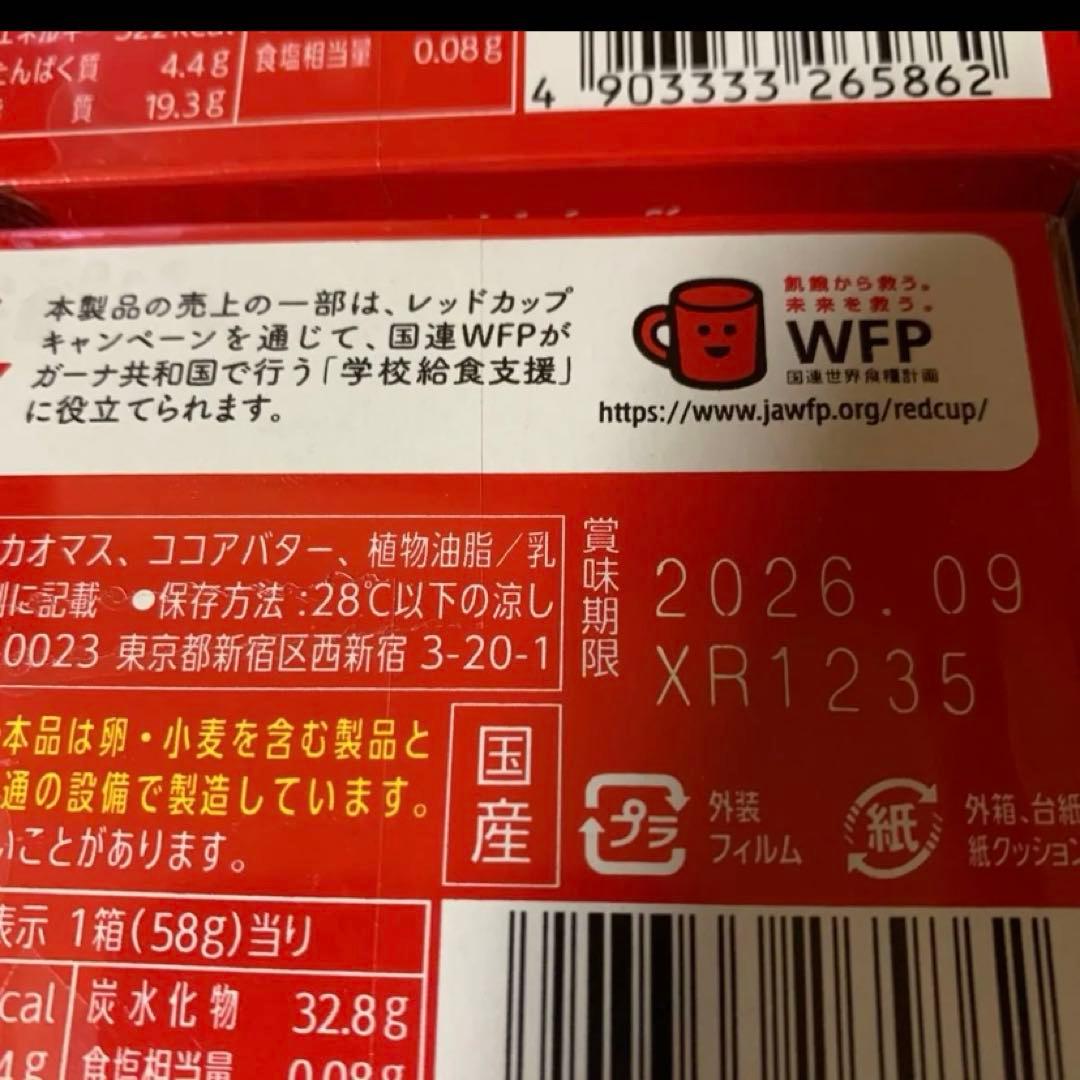 たんぱく質 4.4g
質 19.3g
食塩相当量 0.08g
4 903333 265862
本製品の売上の一部は、レッドカップ
キャンペーンを通じて、国連WFPが
ガーナ共和国で行う「学校給食支援」
に役立てられます。
飢餓から救う。
未来を救う。
WFP
国連世界食糧計画
https://www.jawfp.org/redcup/
カオマス、ココアバター、植物油脂/乳
に記載 ●保存方法:28℃以下の涼し
0023 東京都新宿区西新宿 3-20-1
賞味期限
2026.09
XR1235
本品は卵・小麦を含む製品と
通の設備で製造しています。
いことがあります。
国産
プラ
外装
フィルム
紙
外箱、台紙
紙クッション
表示 1箱(58g)当り
cal
炭水化物 32.8g
4g
食塩相当量 0.08g